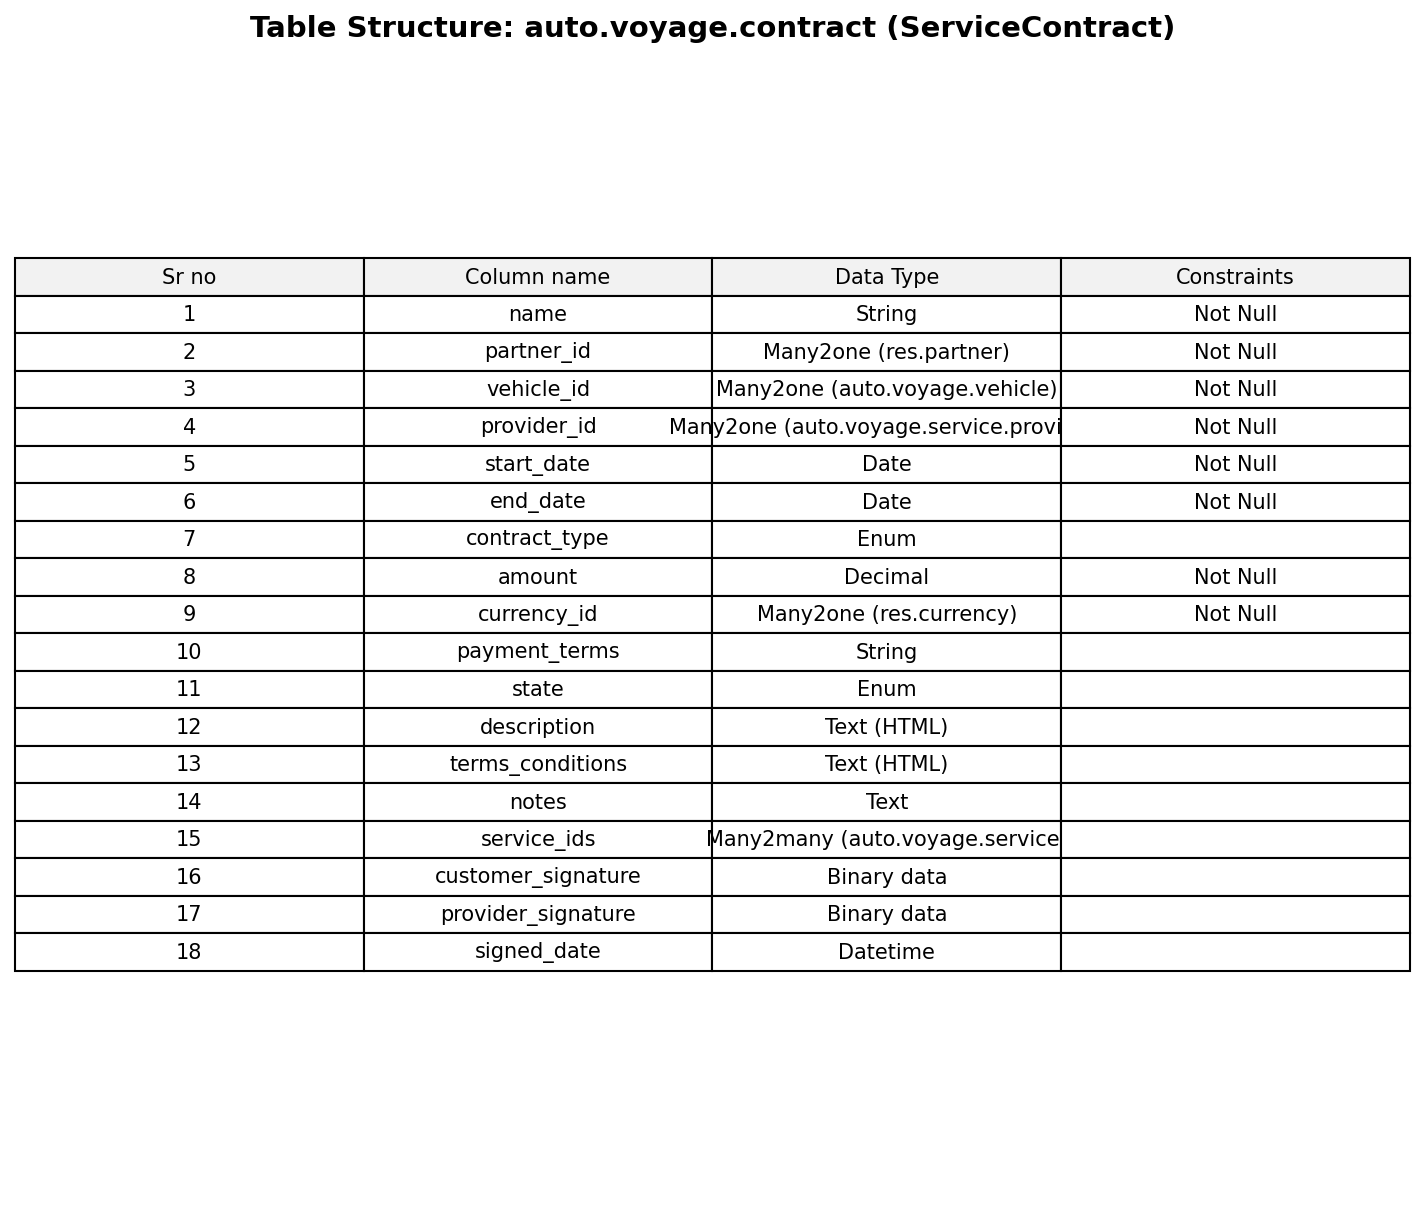 Table Structure: auto.voyage.contract (ServiceContract)
Sr no Column name Data Type Constraints
1 name String Not Null
2 partner_id Many2one (res.partner) Not Null
3 vehicle_id Many2one (auto.voyage.vehicle) Not Null
4 provider_id Many2one (auto.voyage.service.provi Not Null
5 start_date Date Not Null
6 end_date Date Not Null
7 contract_type Enum
8 amount Decimal Not Null
9 currency_id Many2one (res.currency) Not Null
10 payment_terms String
11 state Enum
12 description Text (HTML)
13 terms_conditions Text (HTML)
14 notes Text
15 service_ids Many2many (auto.voyage.service
16 customer_signature Binary data
17 provider_signature Binary data
18 signed_date Datetime